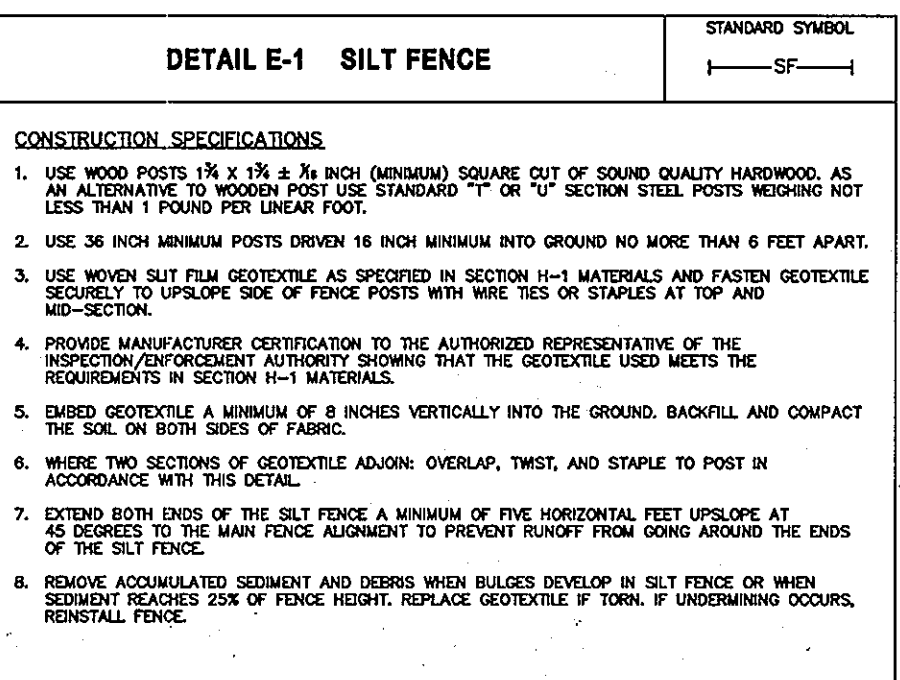 DETAIL E-1 SILT FENCE
STANDARD SYMBOL
SF
CONSTRUCTION SPECIFICATIONS
1. USE WOOD POSTS 1¾ X 1¾ ± INCH (MINIMUM) SQUARE CUT OF SOUND QUALITY HARDWOOD. AS
AN ALTERNATIVE TO WOODEN POST USE STANDARD "T" OR "U" SECTION STEEL POSTS WEIGHING NOT
LESS THAN 1 POUND PER LINEAR FOOT.
2. USE 36 INCH MINIMUM POSTS DRIVEN 16 INCH MINIMUM INTO GROUND NO MORE THAN 6 FEET APART.
3. USE WOVEN SLIT FILM GEOTEXTILE AS SPECIFIED IN SECTION H-1 MATERIALS AND FASTEN GEOTEXTILE
SECURELY TO UPSLOPE SIDE OF FENCE POSTS WITH WIRE TIES OR STAPLES AT TOP AND
MID-SECTION.
4. PROVIDE MANUFACTURER CERTIFICATION TO THE AUTHORIZED REPRESENTATIVE OF THE
INSPECTION/ENFORCEMENT AUTHORITY SHOWING THAT THE GEOTEXTILE USED MEETS THE
REQUIREMENTS IN SECTION H-1 MATERIALS.
5. EMBED GEOTEXTILE A MINIMUM OF 8 INCHES VERTICALLY INTO THE GROUND. BACKFILL AND COMPACT
THE SOIL ON BOTH SIDES OF FABRIC.
6. WHERE TWO SECTIONS OF GEOTEXTILE ADJOIN: OVERLAP, TWIST, AND STAPLE TO POST IN
ACCORDANCE WITH THIS DETAIL.
7. EXTEND BOTH ENDS OF THE SILT FENCE A MINIMUM OF FIVE HORIZONTAL FEET UPSLOPE AT
45 DEGREES TO THE MAIN FENCE ALIGNMENT TO PREVENT RUNOFF FROM GOING AROUND THE ENDS
OF THE SILT FENCE.
8. REMOVE ACCUMULATED SEDIMENT AND DEBRIS WHEN BULGES DEVELOP IN SILT FENCE OR WHEN
SEDIMENT REACHES 25% OF FENCE HEIGHT. REPLACE GEOTEXTILE IF TORN. IF UNDERMINING OCCURS,
REINSTALL FENCE.